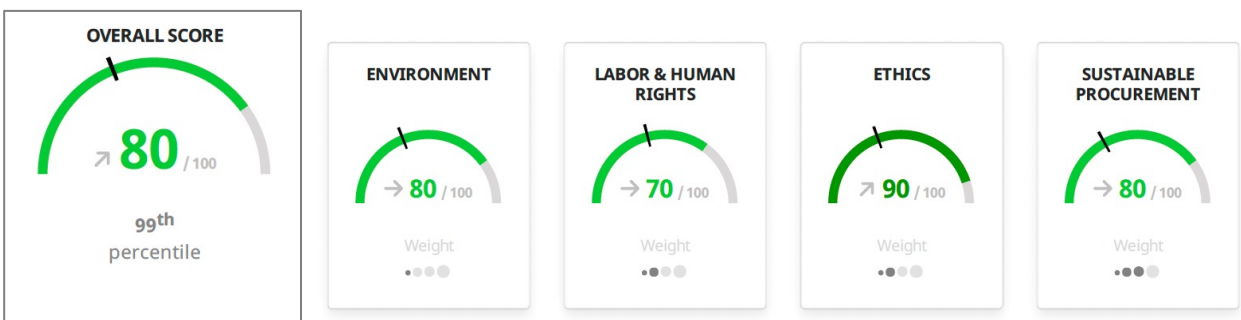 OVERALL SCORE
80 / 100
99th
percentile
ENVIRONMENT
80 / 100
Weight
LABOR & HUMAN
RIGHTS
70 / 100
Weight
ETHICS
90 / 100
Weight
SUSTAINABLE
PROCUREMENT
80 / 100
Weight